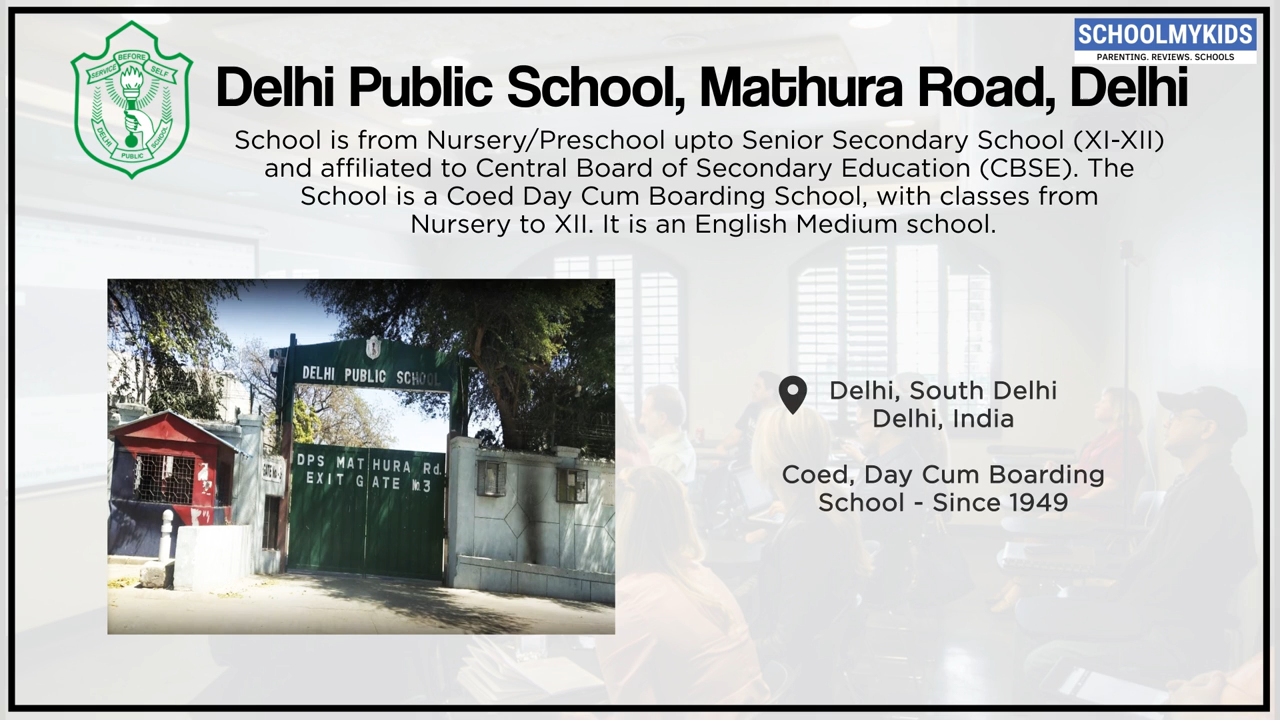 SERVICE BEFORE SELF
DELHI PUBLIC SCHOOL
SCHOOLMYKIDS
PARENTING. REVIEWS. SCHOOLS
Delhi Public School, Mathura Road, Delhi
School is from Nursery/Preschool upto Senior Secondary School (XI-XII)
and affiliated to Central Board of Secondary Education (CBSE). The
School is a Coed Day Cum Boarding School, with classes from
Nursery to XII. It is an English Medium school.
DELHI PUBLIC SCHOOL
DPS MATHURA Rd.
EXIT GATE №3
Delhi, South Delhi
Delhi, India
Coed, Day Cum Boarding
School - Since 1949